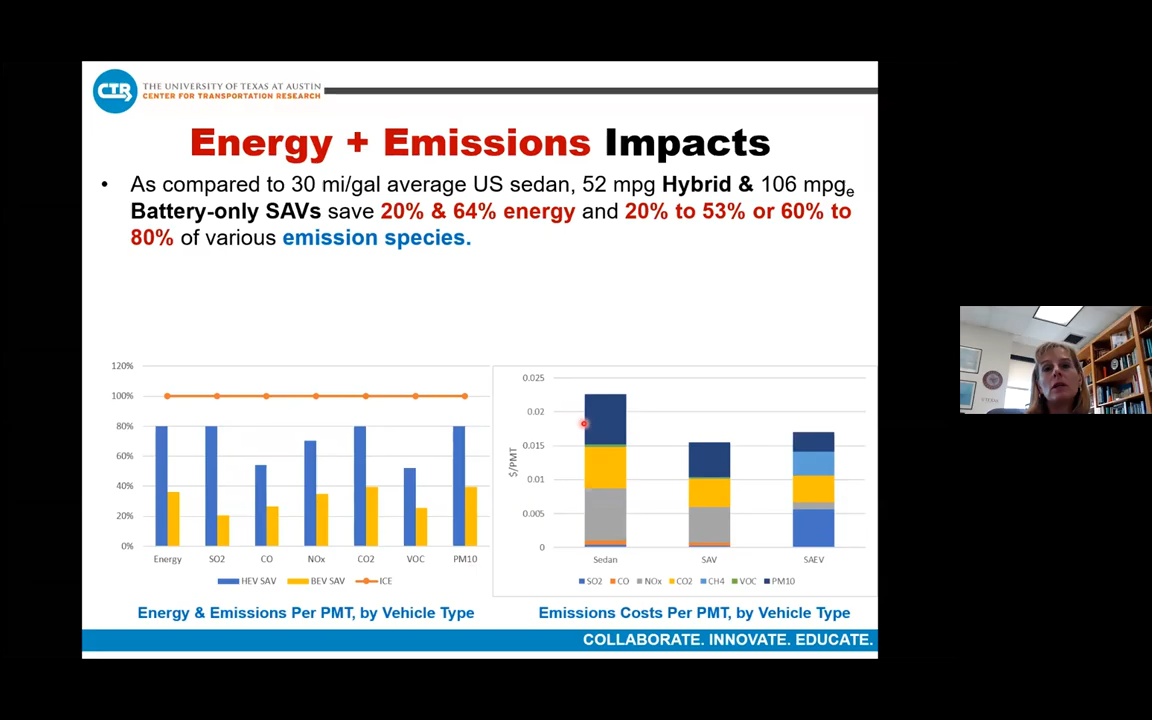 CTR
THE UNIVERSITY OF TEXAS AT AUSTIN
CENTER FOR TRANSPORTATION RESEARCH
Energy + Emissions Impacts
• As compared to 30 mi/gal average US sedan, 52 mpg Hybrid & 106 mpge
Battery-only SAVs save 20% & 64% energy and 20% to 53% or 60% to
80% of various emission species.
120%
100%
80%
60%
40%
20%
0%
Energy SO2 CO NOx CO2 VOC PM10
HEV SAV BEV SAV ICE
Energy & Emissions Per PMT, by Vehicle Type
$/PMT
0.025
0.02
0.015
0.01
0.005
0
Sedan SAV SAEV
SO2 CO NOx CO2 CH4 VOC PM10
Emissions Costs Per PMT, by Vehicle Type
COLLABORATE. INNOVATE. EDUCATE.